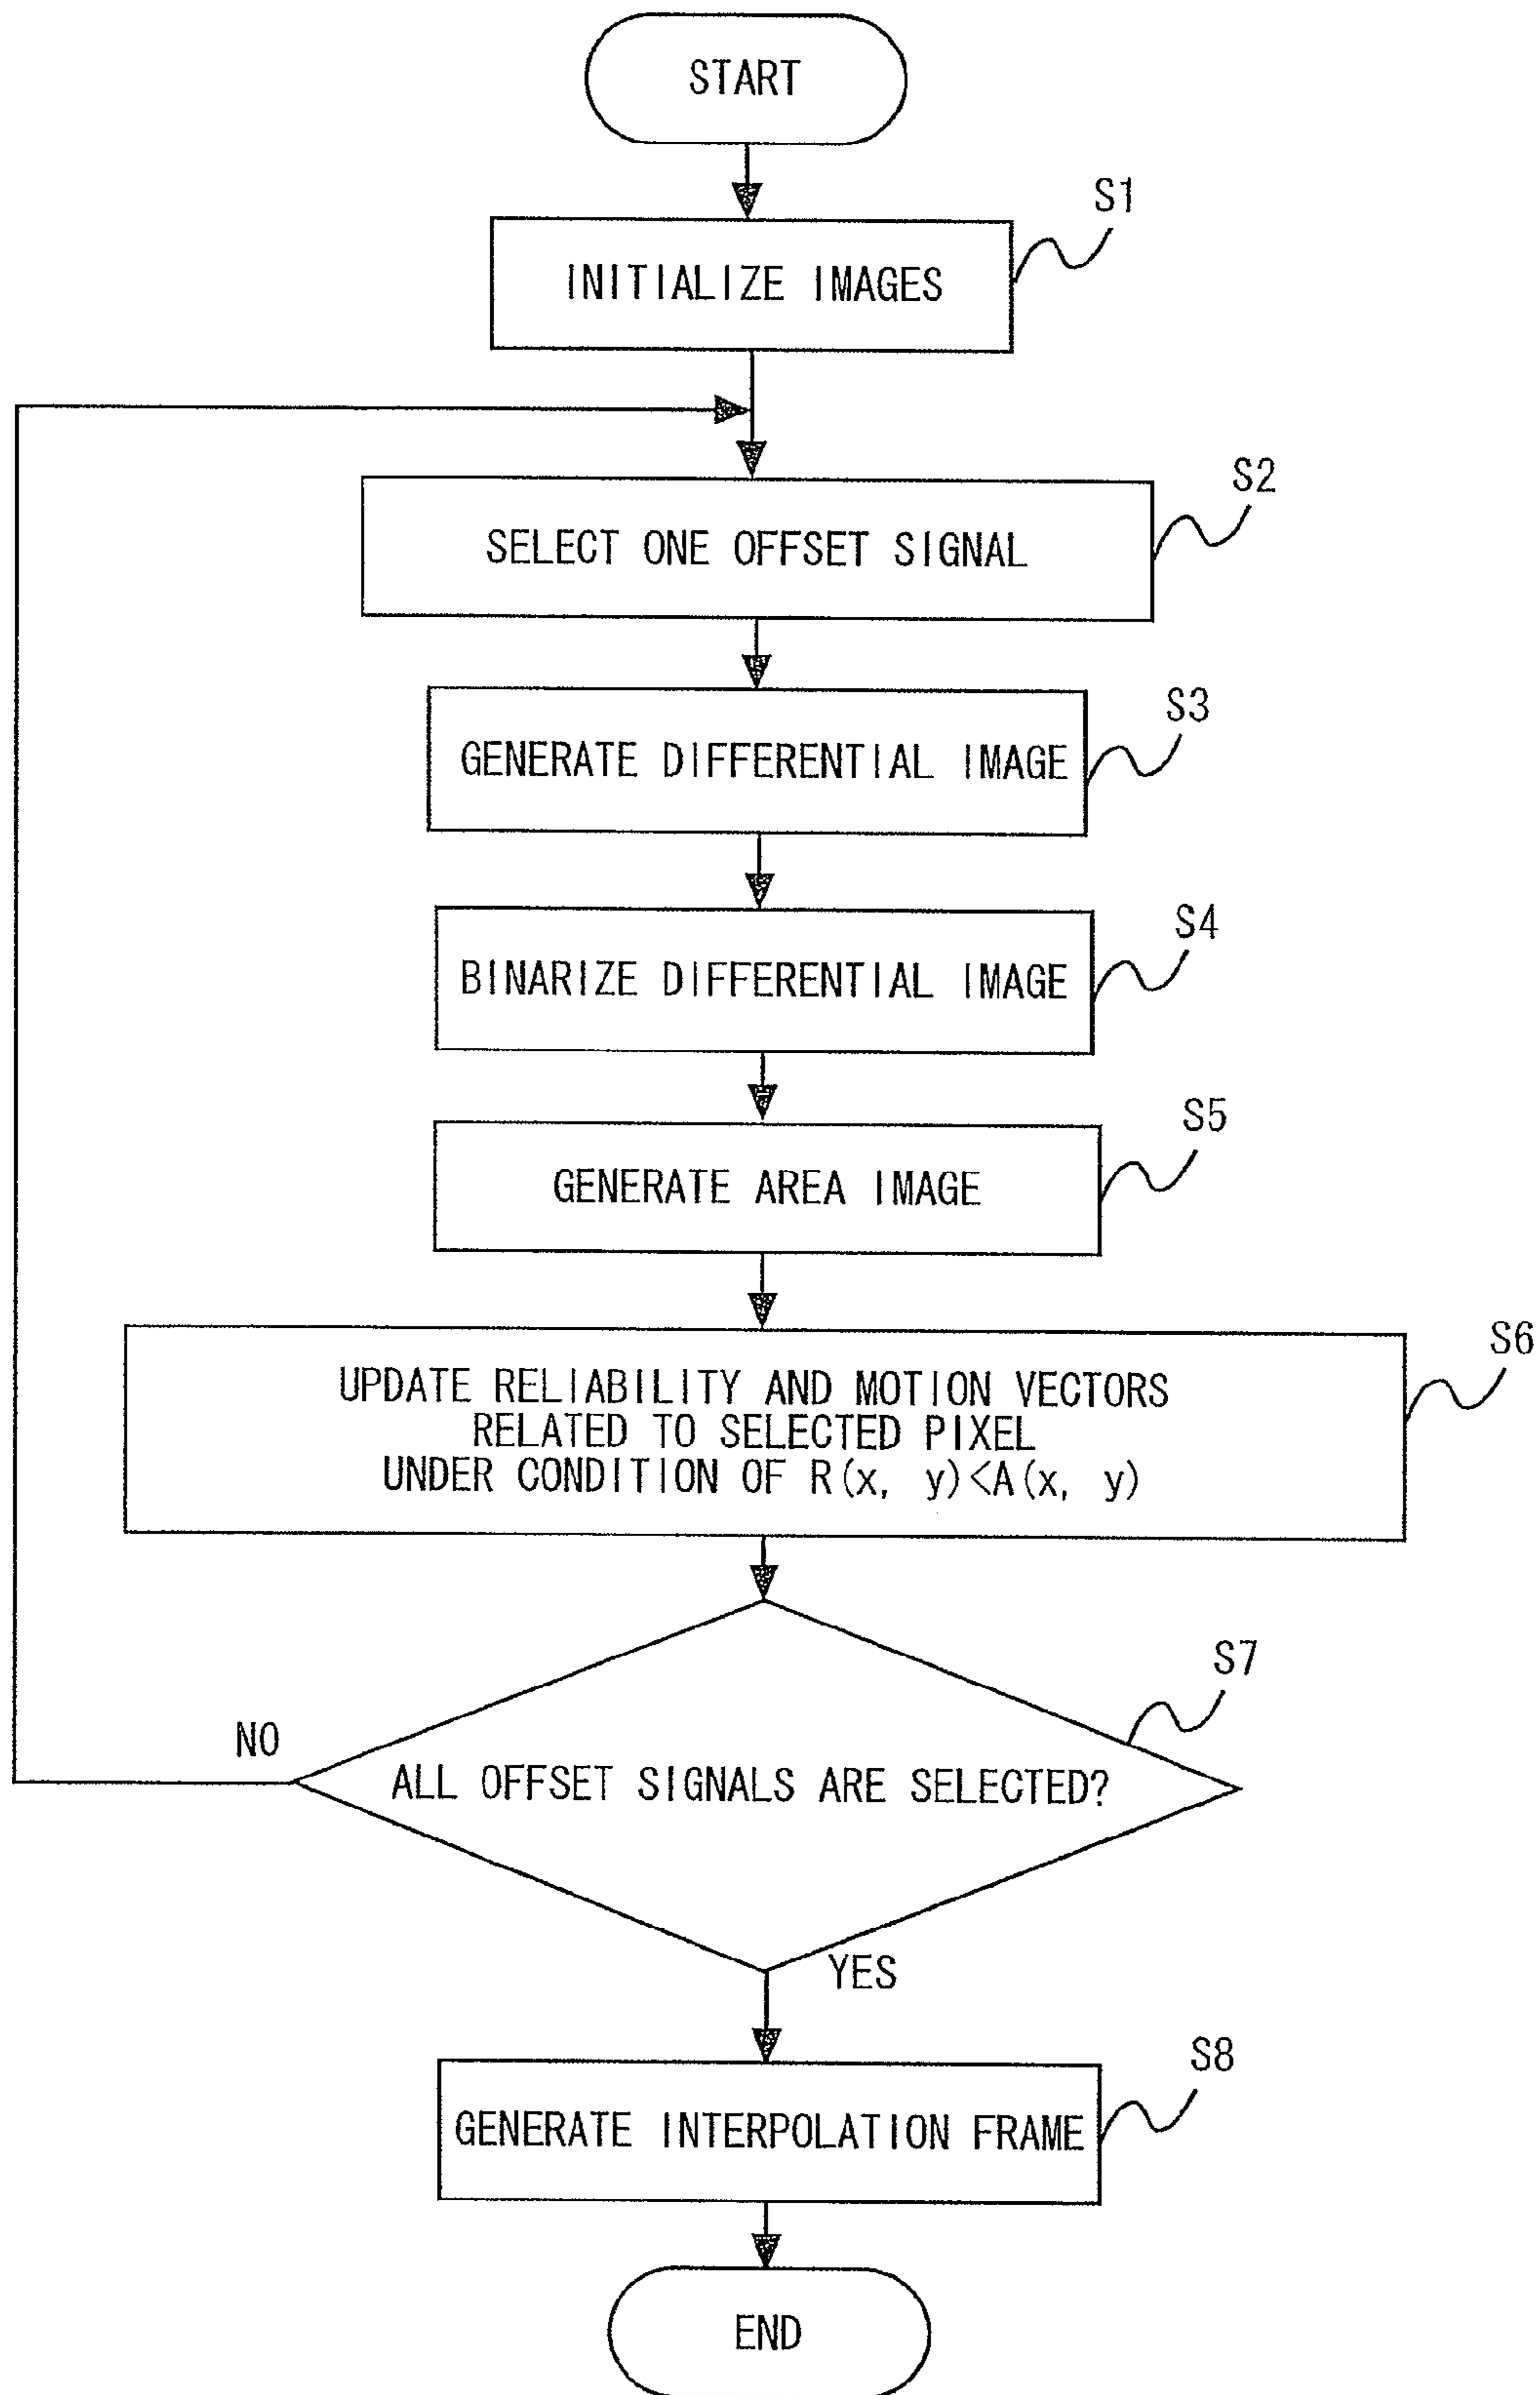 START
S1
INITIALIZE IMAGES
S2
SELECT ONE OFFSET SIGNAL
S3
GENERATE DIFFERENTIAL IMAGE
S4
BINARIZE DIFFERENTIAL IMAGE
S5
GENERATE AREA IMAGE
S6
UPDATE RELIABILITY AND MOTION VECTORS
RELATED TO SELECTED PIXEL
UNDER CONDITION OF R(x, y)<A(x, y)
S7
NO
ALL OFFSET SIGNALS ARE SELECTED?
YES
S8
GENERATE INTERPOLATION FRAME
END